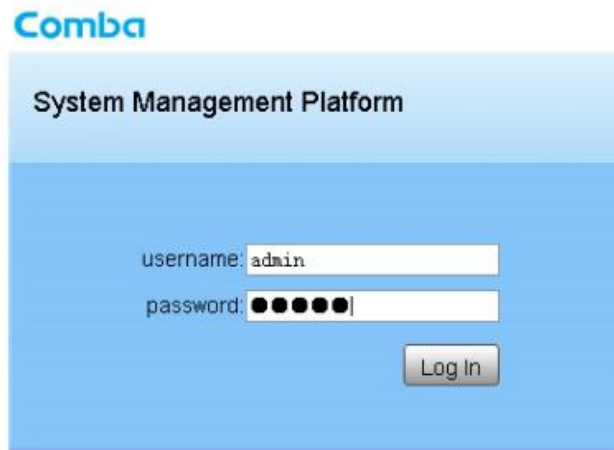 Comba
System Management Platform
username: admin
password: ●●●●●
Log In